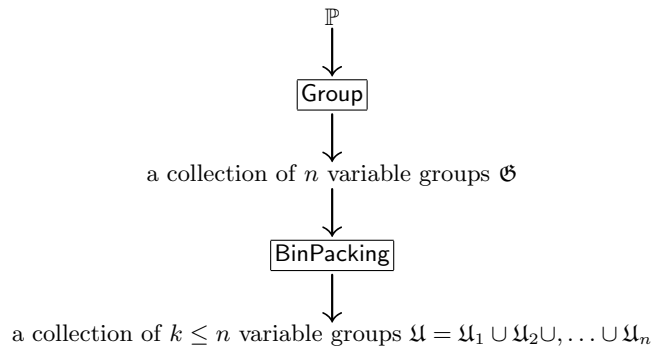 ℙ
Group
a collection of n variable groups 𝔊
BinPacking
a collection of k ≤ n variable groups 𝔘 = 𝔘₁ ∪ 𝔘₂∪, … ∪ 𝔘ₙ